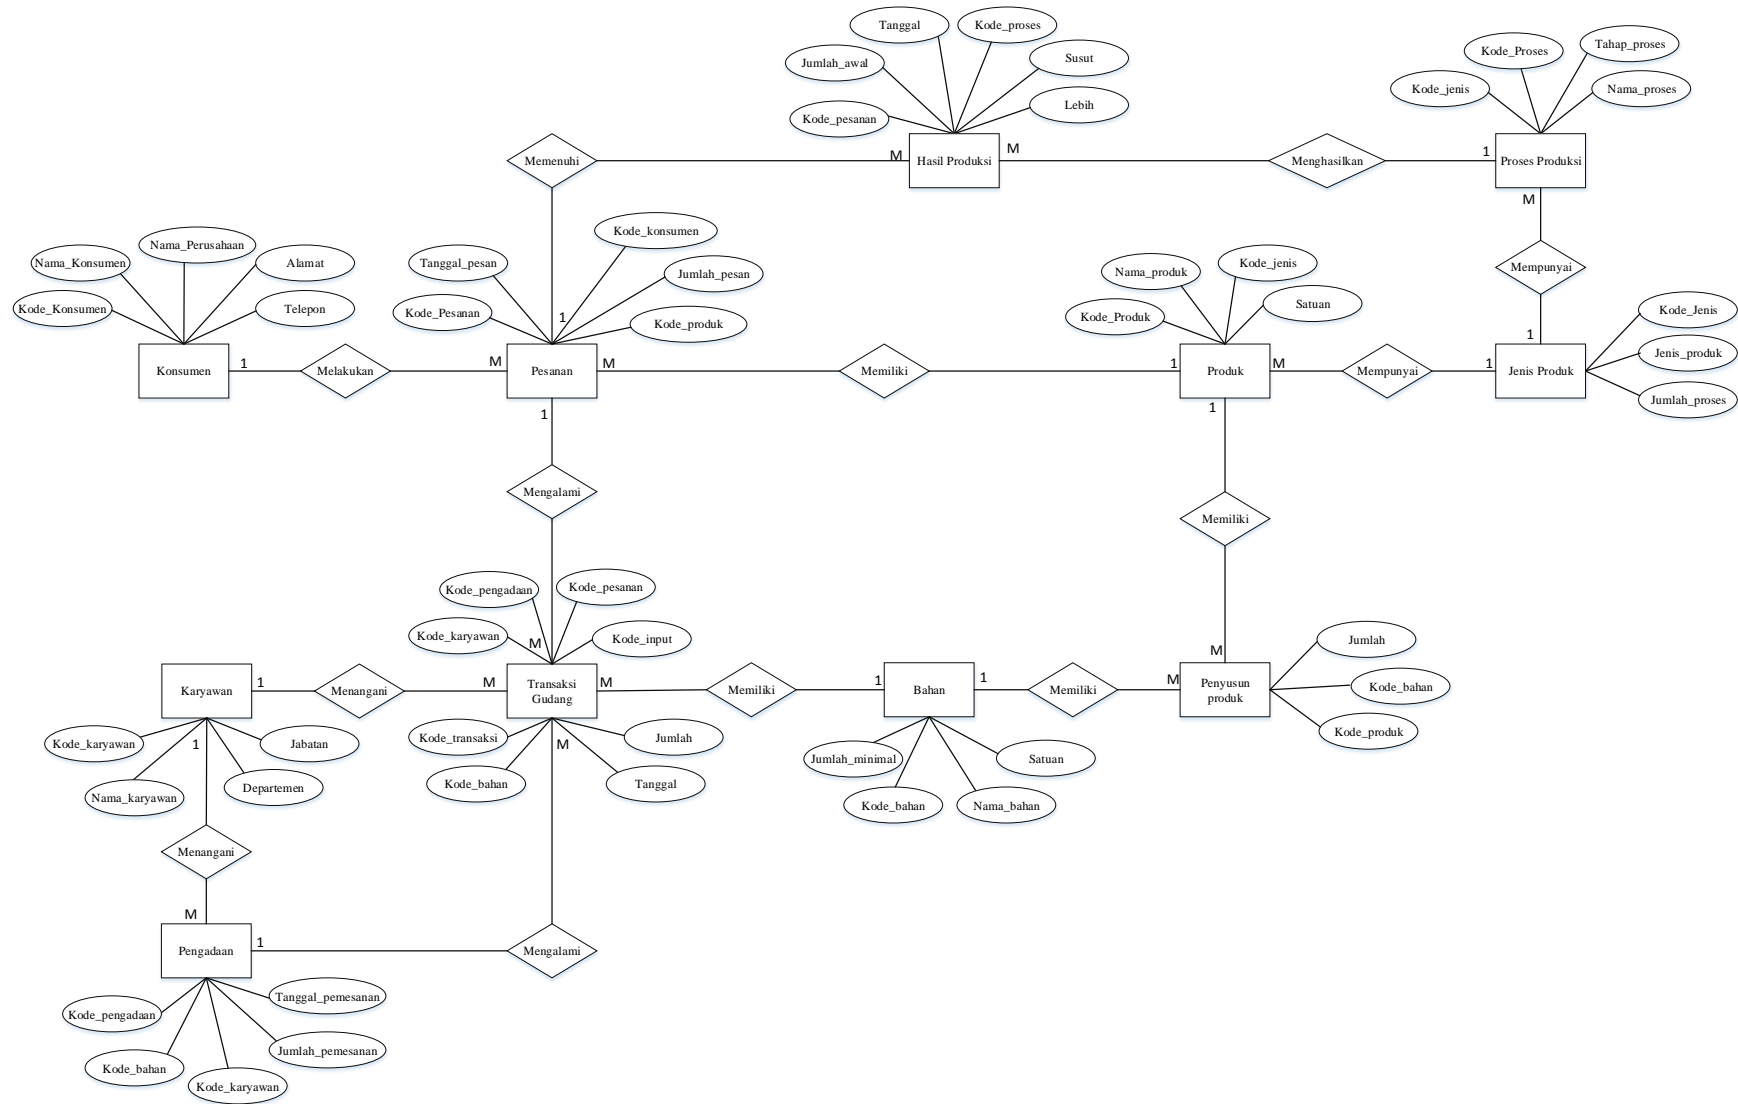 Tanggal
Kode_proses
Jumlah_awal
Susut
Kode_pesanan
Lebih
Kode_Proses
Tahap_proses
Kode_jenis
Nama_proses
Memenuhi
M
Hasil Produksi
M
Menghasilkan
1
Proses Produksi
M
Nama_Perusahaan
Nama_Konsumen
Alamat
Kode_Konsumen
Telepon
Kode_konsumen
Tanggal_pesan
Jumlah_pesan
Kode_Pesanan
1
Kode_produk
Nama_produk
Kode_jenis
Kode_Produk
Satuan
Mempunyai
1
Kode_Jenis
Jenis_produk
Jumlah_proses
Konsumen
1
Melakukan
M
Pesanan
M
Memiliki
1
Produk
M
Mempunyai
1
Jenis Produk
1
1
Mengalami
Memiliki
Kode_pengadaan
Kode_pesanan
Kode_karyawan
M
Kode_input
M
Jumlah
Kode_bahan
Kode_produk
Karyawan
1
Menangani
M
Transaksi
Gudang
M
Memiliki
1
Bahan
1
Memiliki
M
Penyusun
produk
Kode_karyawan
1
Jabatan
Nama_karyawan
Departemen
Kode_transaksi
M
Jumlah
Kode_bahan
Tanggal
Jumlah_minimal
Satuan
Kode_bahan
Nama_bahan
Menangani
M
Pengadaan
1
Mengalami
Tanggal_pemesanan
Kode_pengadaan
Jumlah_pemesanan
Kode_bahan
Kode_karyawan